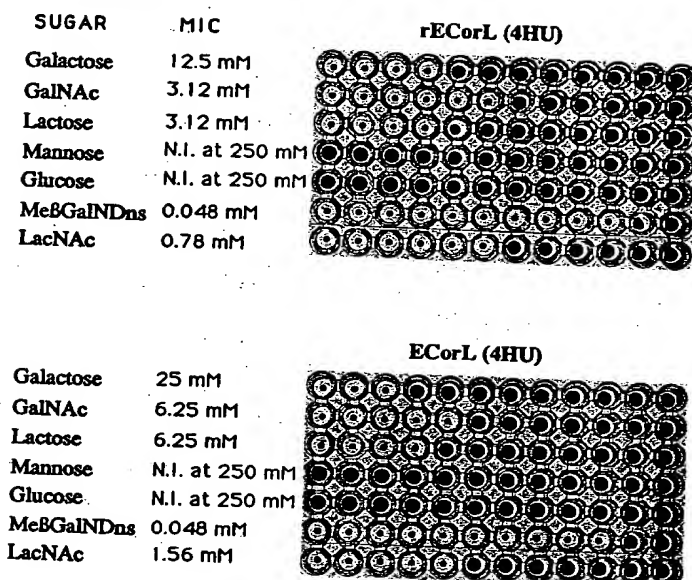 SUGAR MIC rECorL (4HU)
Galactose 12.5 mM
GalNAc 3.12 mM
Lactose 3.12 mM
Mannose N.I. at 250 mM
Glucose N.I. at 250 mM
MeßGalNDns 0.048 mM
LacNAc 0.78 mM
ECorL (4HU)
Galactose 25 mM
GalNAc 6.25 mM
Lactose 6.25 mM
Mannose N.I. at 250 mM
Glucose N.I. at 250 mM
MeßGalNDns 0.048 mM
LacNAc 1.56 mM